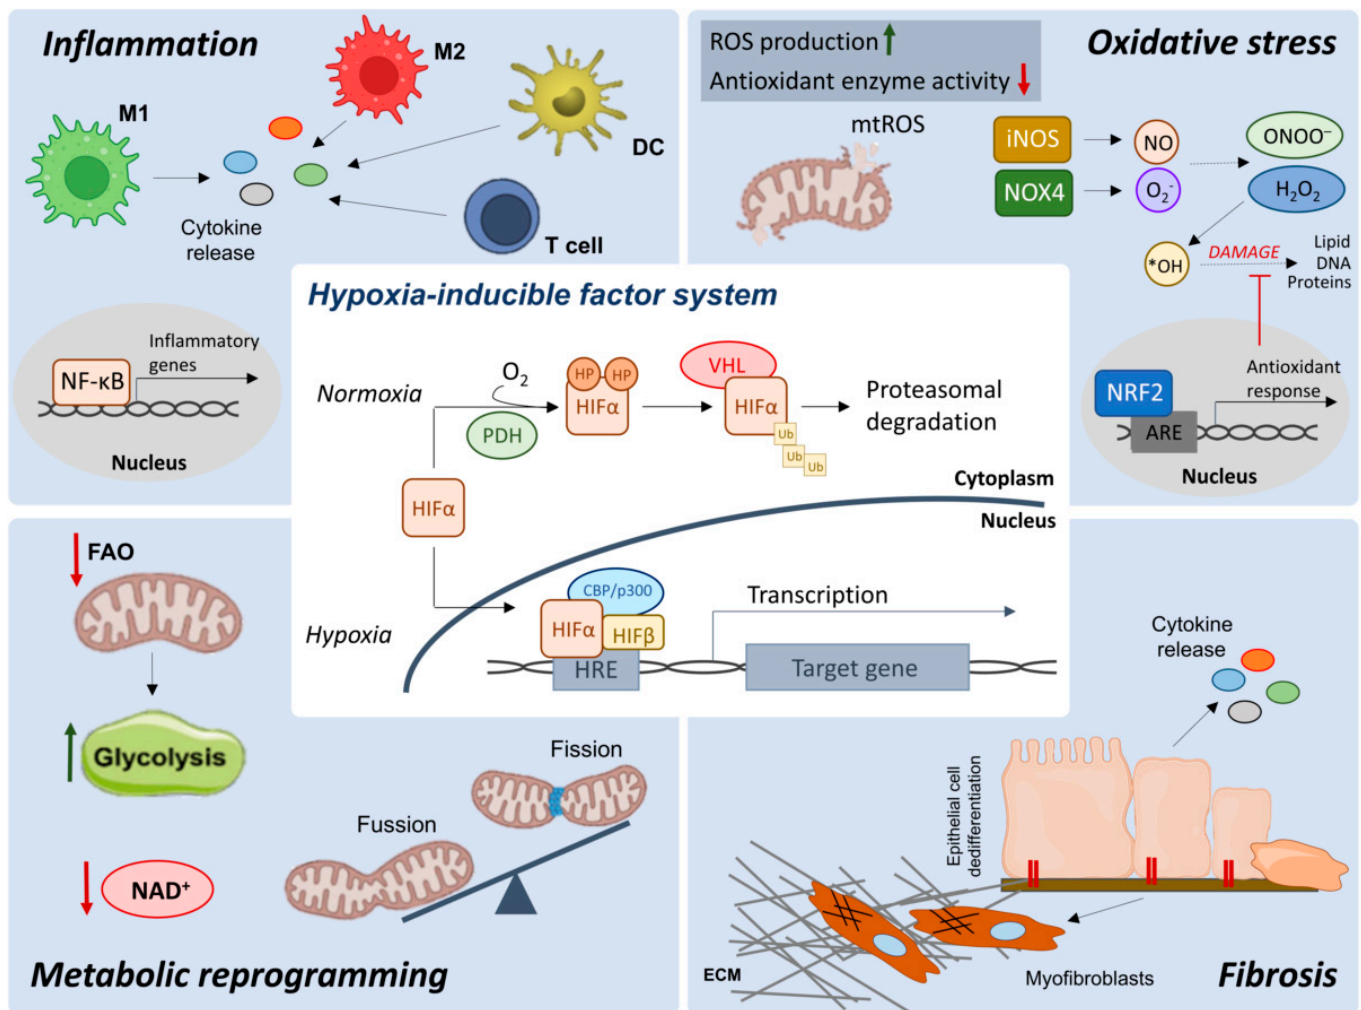 Inflammation
M1
M2
DC
T cell
Cytokine
release
NF-κB
Inflammatory
genes
Nucleus
ROS production
Antioxidant enzyme activity
Oxidative stress
mtROS
iNOS
NO
ONOO⁻
NOX4
O₂⁻
H₂O₂
*OH
DAMAGE
Lipid
DNA
Proteins
NRF2
ARE
Antioxidant
response
Nucleus
Hypoxia-inducible factor system
Normoxia
O₂
PDH
HP
HP
HIFα
VHL
HIFα
Ub
Ub
Ub
Proteasomal
degradation
HIFα
Cytoplasm
Nucleus
Hypoxia
CBP/p300
HIFα
HIFβ
HRE
Transcription
Target gene
FAO
Glycolysis
NAD⁺
Fussion
Fission
Metabolic reprogramming
Cytokine
release
Epithelial cell
dedifferentiation
ECM
Myofibroblasts
Fibrosis